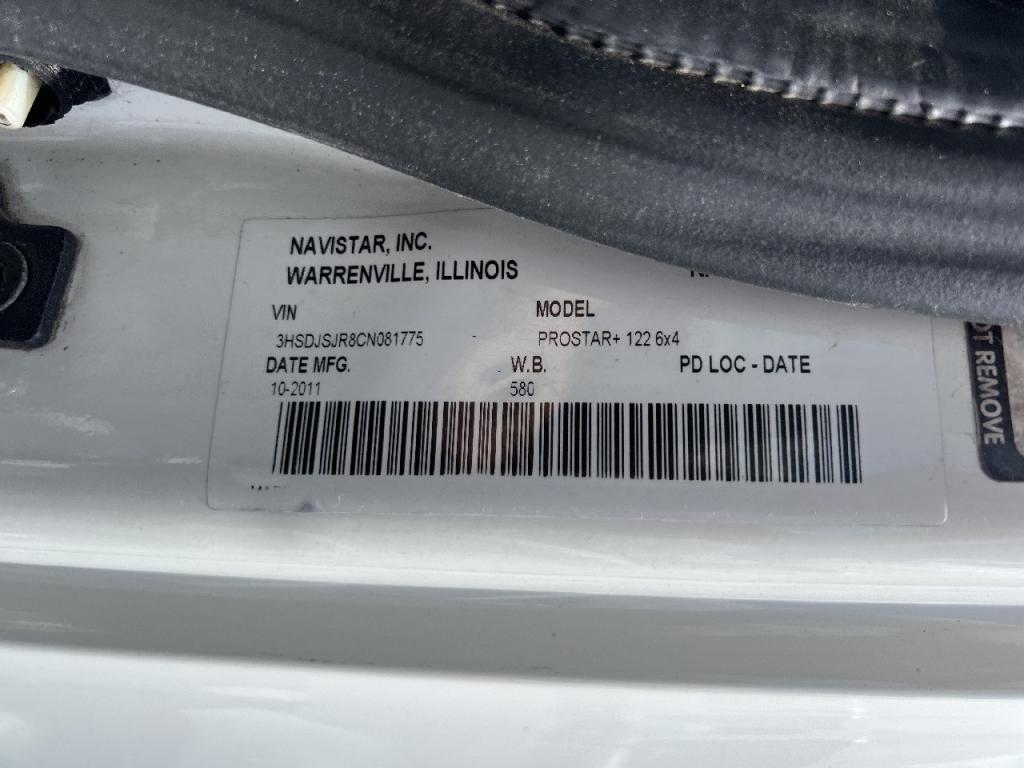 NAVISTAR, INC.
WARRENVILLE, ILLINOIS
VIN MODEL
3HSDJSJR8CN081775 PROSTAR+ 122 6x4
DATE MFG. W.B. PD LOC - DATE
10-2011 580
REMOVE